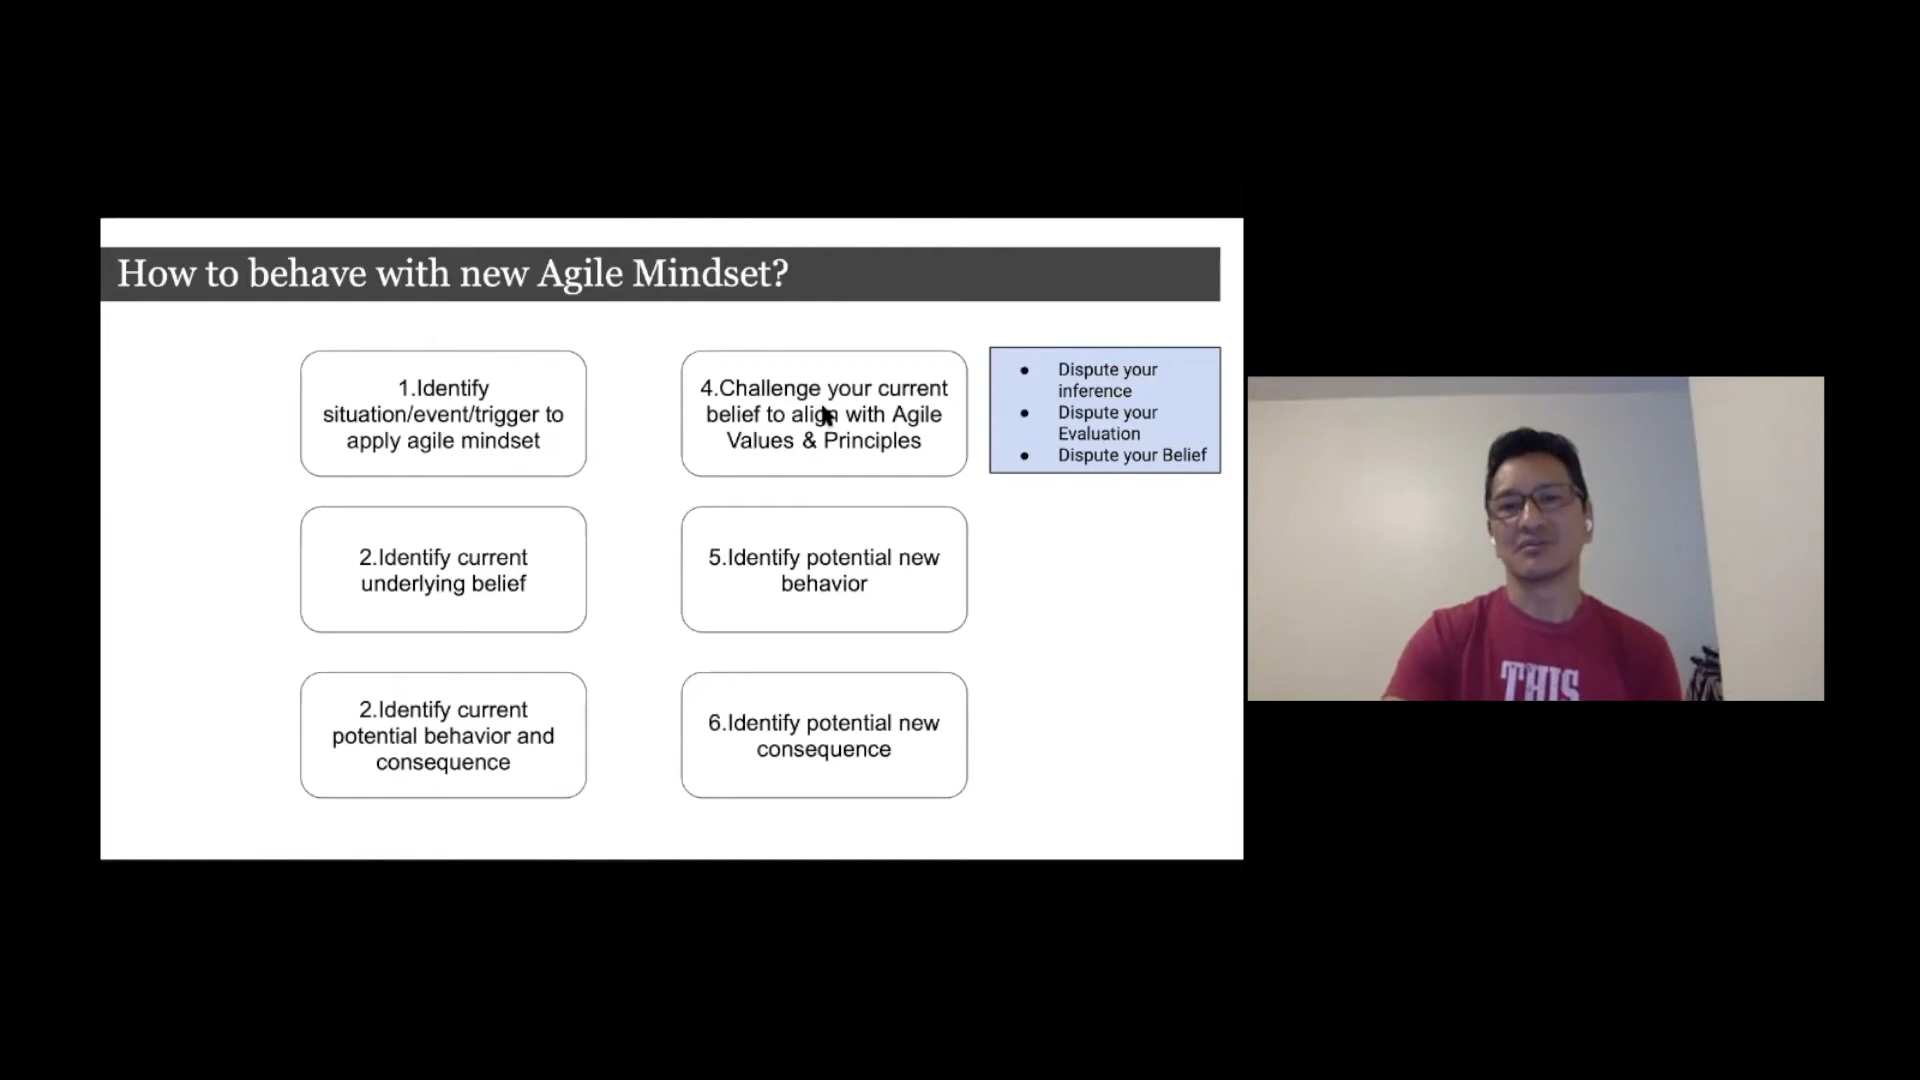 How to behave with new Agile Mindset?
1.Identify
situation/event/trigger to
apply agile mindset
2.Identify current
underlying belief
2.Identify current
potential behavior and
consequence
4.Challenge your current
belief to align with Agile
Values & Principles
5.Identify potential new
behavior
6.Identify potential new
consequence
● Dispute your
inference
● Dispute your
Evaluation
● Dispute your Belief
THIS